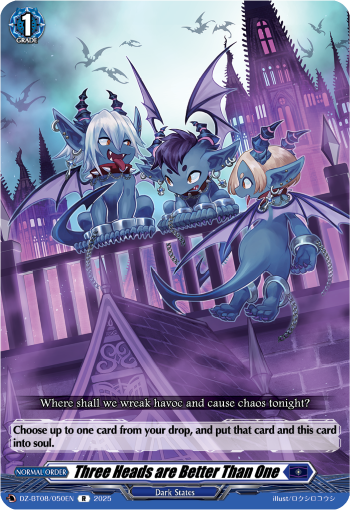 1
GRADE
Where shall we wreak havoc and cause chaos tonight?
Choose up to one card from your drop, and put that card and this card
into soul.
NORMAL ORDER
Three Heads are Better Than One
DZ-BT08/050EN R 2025
Dark States
illust/ロクシロコウシ